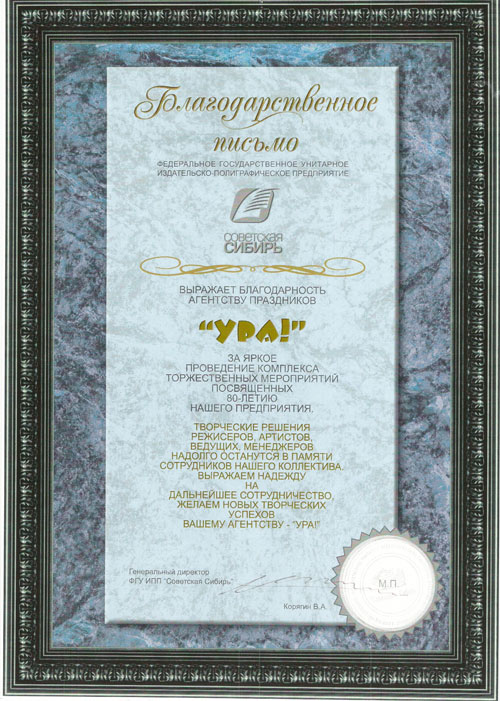 Благодарственное
письмо
ФЕДЕРАЛЬНОЕ ГОСУДАРСТВЕННОЕ УНИТАРНОЕ
ИЗДАТЕЛЬСКО-ПОЛИГРАФИЧЕСКОЕ ПРЕДПРИЯТИЕ
СОВЕТСКАЯ
СИБИРЬ
ВЫРАЖАЕТ БЛАГОДАРНОСТЬ
АГЕНТСТВУ ПРАЗДНИКОВ
"УРА!"
ЗА ЯРКОЕ
ПРОВЕДЕНИЕ КОМПЛЕКСА
ТОРЖЕСТВЕННЫХ МЕРОПРИЯТИЙ
ПОСВЯЩЕННЫХ
80-ЛЕТИЮ
НАШЕГО ПРЕДПРИЯТИЯ.
ТВОРЧЕСКИЕ РЕШЕНИЯ
РЕЖИСЕРОВ, АРТИСТОВ,
ВЕДУЩИХ, МЕНЕДЖЕРОВ
НАДОЛГО ОСТАНУТСЯ В ПАМЯТИ
СОТРУДНИКОВ НАШЕГО КОЛЛЕКТИВА.
ВЫРАЖАЕМ НАДЕЖДУ
НА
ДАЛЬНЕЙШЕЕ СОТРУДНИЧЕСТВО,
ЖЕЛАЕМ НОВЫХ ТВОРЧЕСКИХ
УСПЕХОВ
ВАШЕМУ АГЕНТСТВУ - "УРА!"
Генеральный директор
ФГУ ИПП "Советская Сибирь"
М.П.
Корягин В.А.